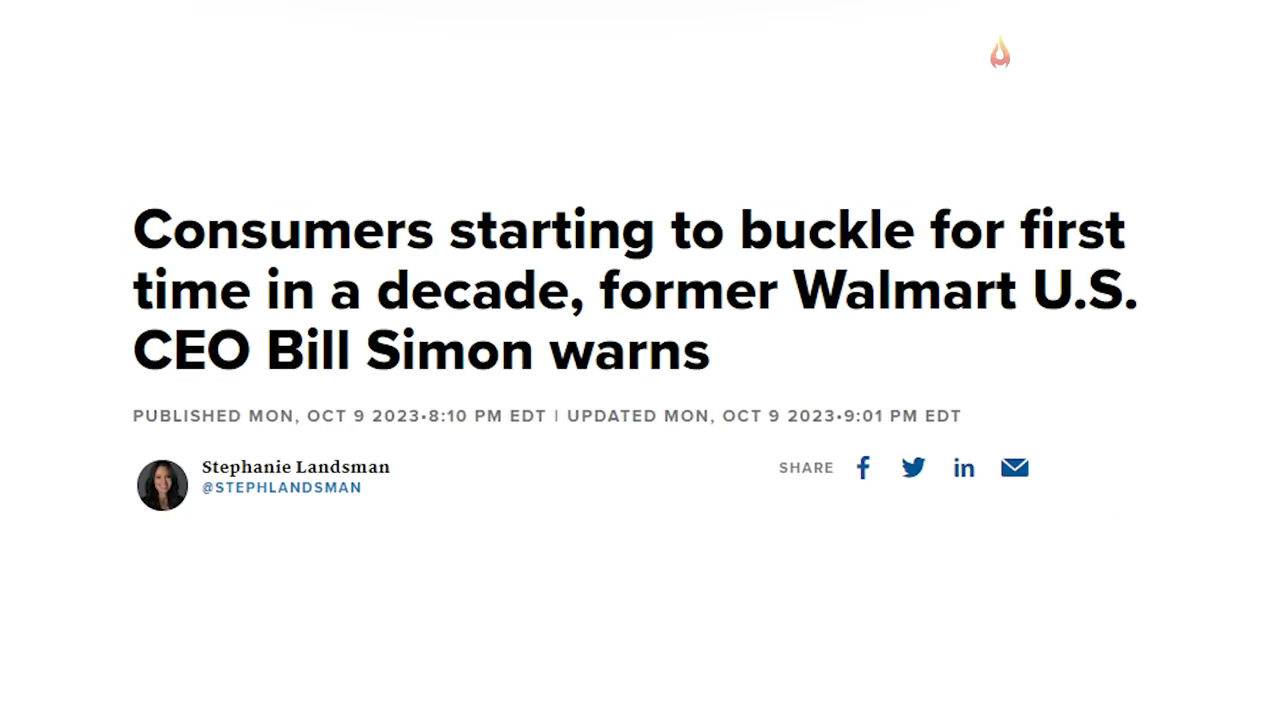 Consumers starting to buckle for first
time in a decade, former Walmart U.S.
CEO Bill Simon warns
PUBLISHED MON, OCT 9 2023•8:10 PM EDT | UPDATED MON, OCT 9 2023•9:01 PM EDT
Stephanie Landsman
@STEPHLANDSMAN
SHARE